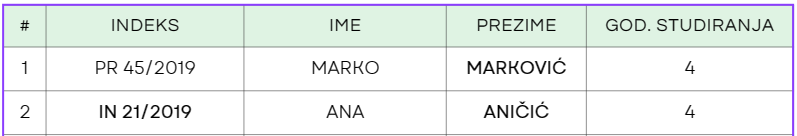 # INDEKS IME PREZIME GOD. STUDIRANJA
1 PR 45/2019 MARKO MARKOVIĆ 4
2 IN 21/2019 ANA ANIČIĆ 4